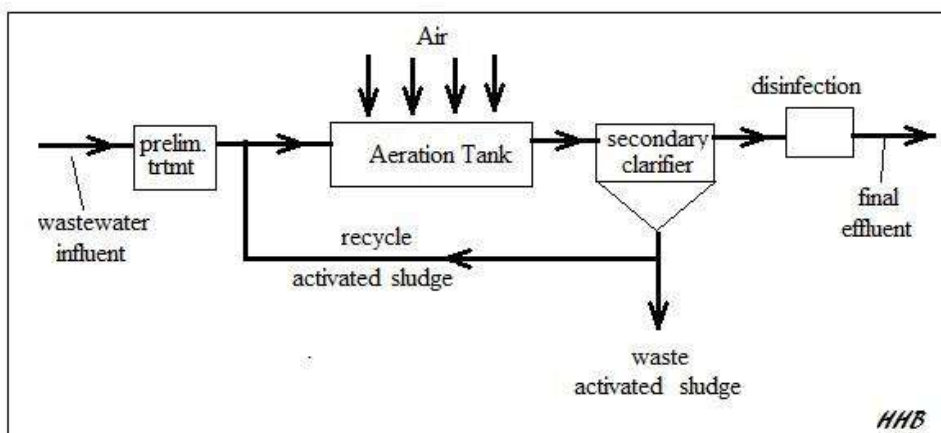 Air
disinfection
prelim.
trtmt
Aeration Tank
secondary
clarifier
wastewater
influent
final
effluent
recycle
activated sludge
waste
activated sludge
HHB